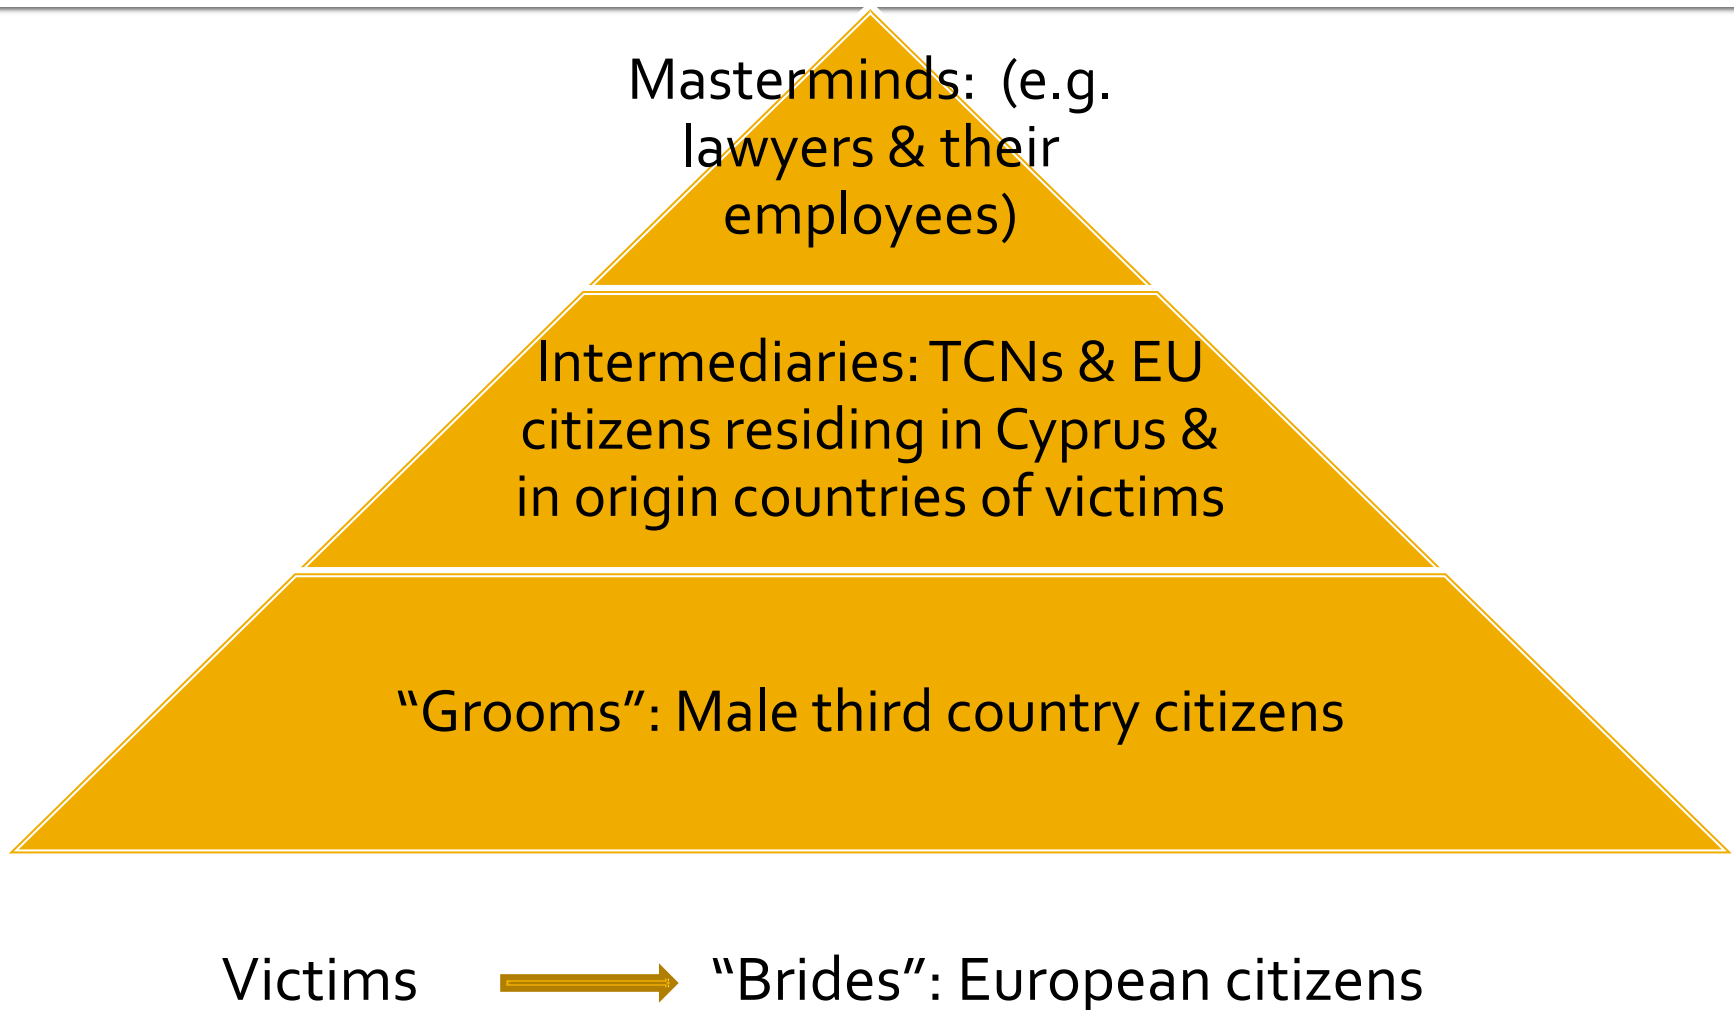 Masterminds: (e.g.
lawyers & their
employees)
Intermediaries: TCNs & EU
citizens residing in Cyprus &
in origin countries of victims
“Grooms”: Male third country citizens
Victims “Brides”: European citizens